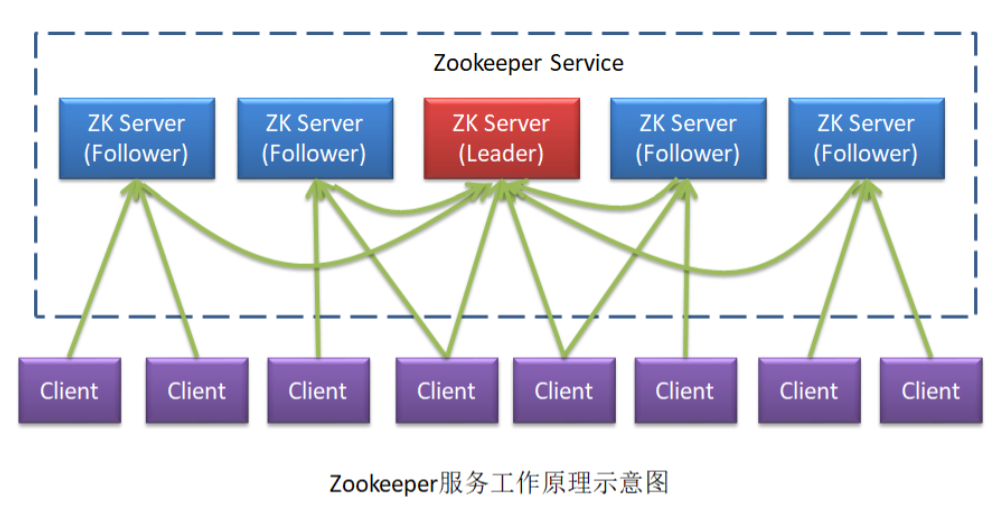 Zookeeper Service
ZK Server
(Follower)
ZK Server
(Follower)
ZK Server
(Leader)
ZK Server
(Follower)
ZK Server
(Follower)
Client
Client
Client
Client
Client
Client
Client
Client
Zookeeper服务工作原理示意图